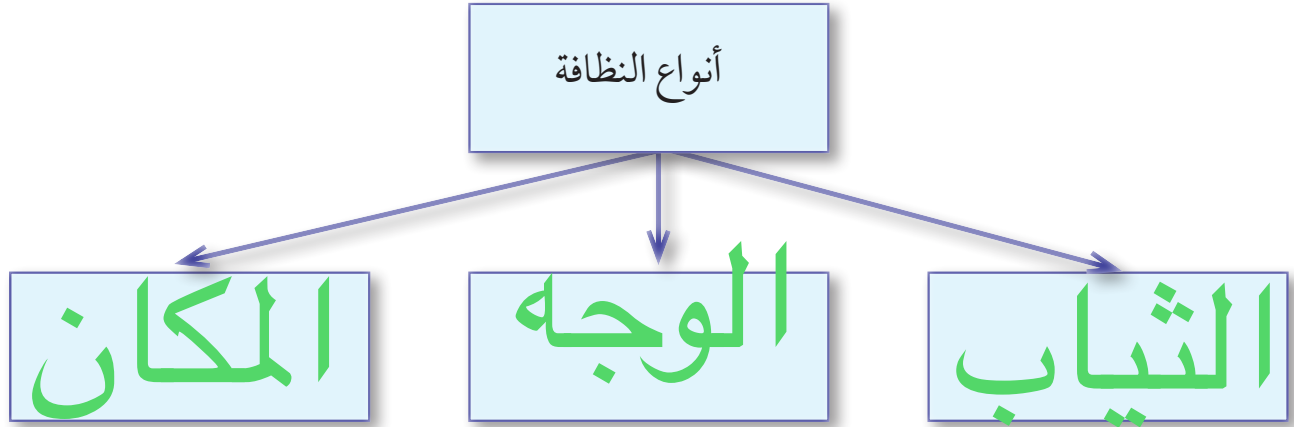 أنواع النظافة
الثياب
الوجه
المكان